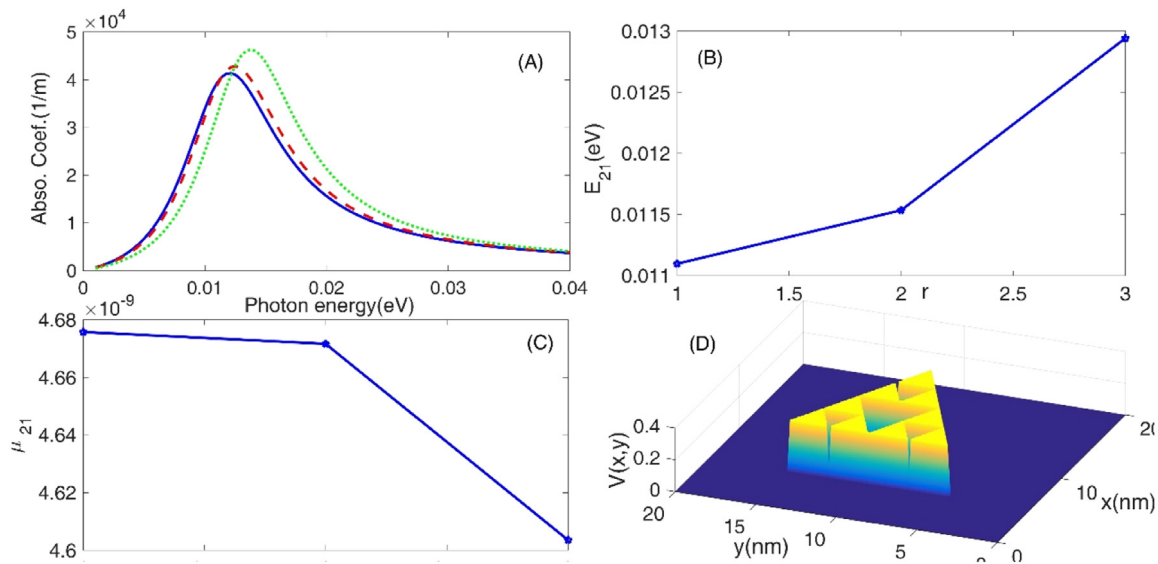 ×10⁴
5
4
3
2
1
0
Abso. Coef.(1/m)
(A)
0 0.01 0.02 0.03 0.04
Photon energy(eV)
0.013
0.0125
0.012
0.0115
0.011
E₂₁(eV)
(B)
1 1.5 2 2.5 3
r
×10⁻⁹
4.68
4.66
4.64
4.62
4.6
μ ₂₁
(C)
(D)
0.4
0.2
0
V(x,y)
20
15
10
5
y(nm)
0
10
20
x(nm)